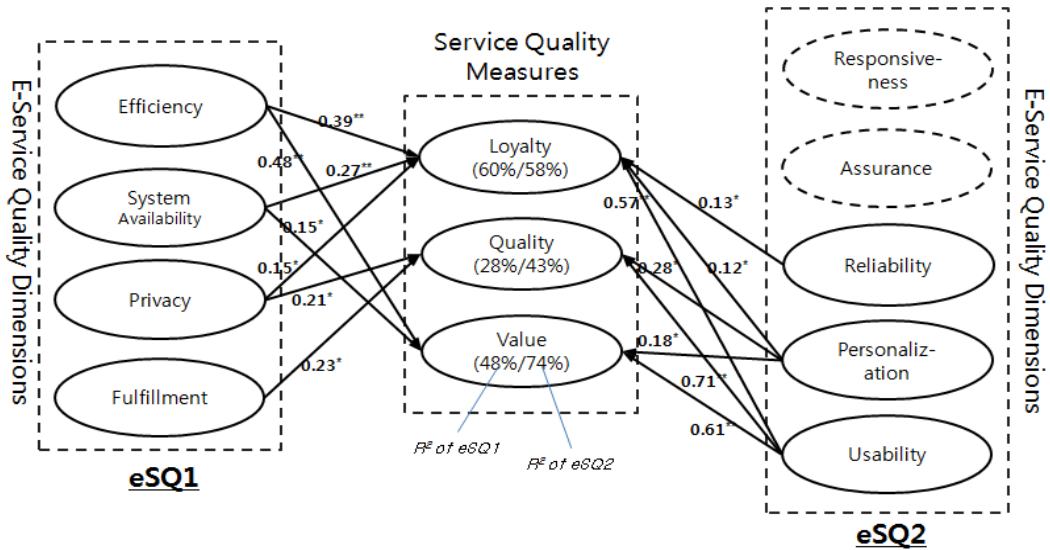 E-Service Quality Dimensions
Efficiency
System
Availability
Privacy
Fulfillment
eSQ1
0.39**
0.48**
0.27**
0.15*
0.15*
0.21*
0.23*
Service Quality
Measures
Loyalty
(60%/58%)
Quality
(28%/43%)
Value
(48%/74%)
R² of eSQ1
R² of eSQ2
0.57**
0.13*
0.28*
0.12*
0.18*
0.71**
0.61**
Responsive-
ness
Assurance
Reliability
Personaliz-
ation
Usability
eSQ2
E-Service Quality Dimensions